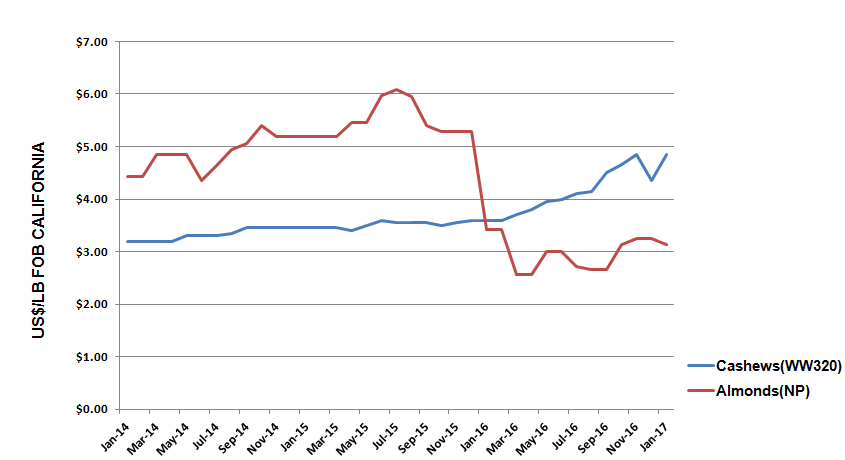 $7.00
$6.00
$5.00
$4.00
$3.00
$2.00
$1.00
$0.00
US$/LB FOB CALIFORNIA
Jan-14
Mar-14
May-14
Jul-14
Sep-14
Nov-14
Jan-15
Mar-15
May-15
Jul-15
Sep-15
Nov-15
Jan-16
Mar-16
May-16
Jul-16
Sep-16
Nov-16
Jan-17
Cashews(WW320)
Almonds(NP)